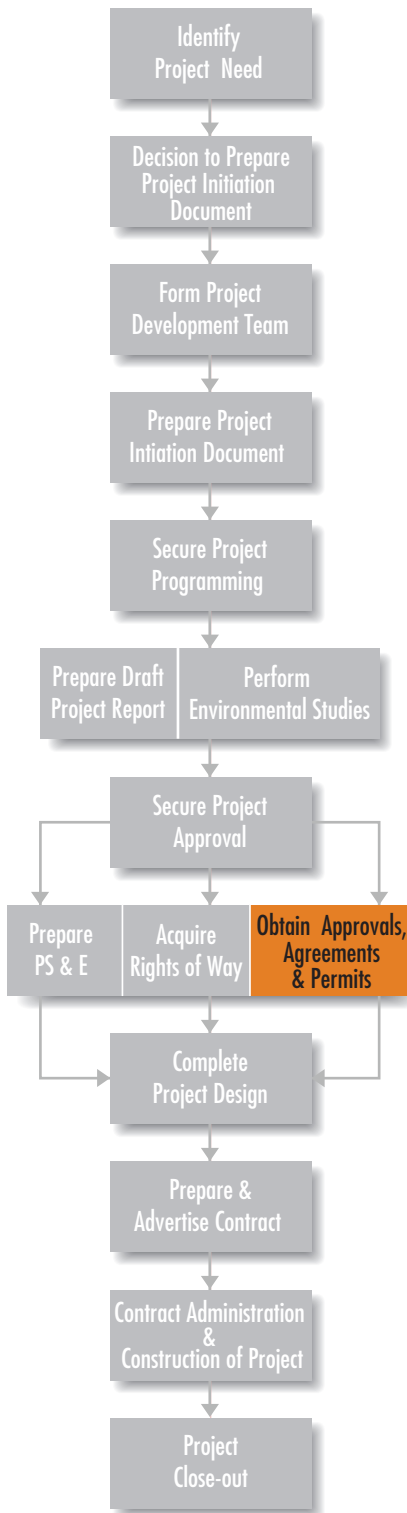 Identify
Project Need
Decision to Prepare
Project Initiation
Document
Form Project
Development Team
Prepare Project
Intiation Document
Secure Project
Programming
Prepare Draft
Project Report
Perform
Environmental Studies
Secure Project
Approval
Prepare
PS & E
Acquire
Rights of Way
Obtain Approvals,
Agreements
& Permits
Complete
Project Design
Prepare &
Advertise Contract
Contract Administration
&
Construction of Project
Project
Close-out